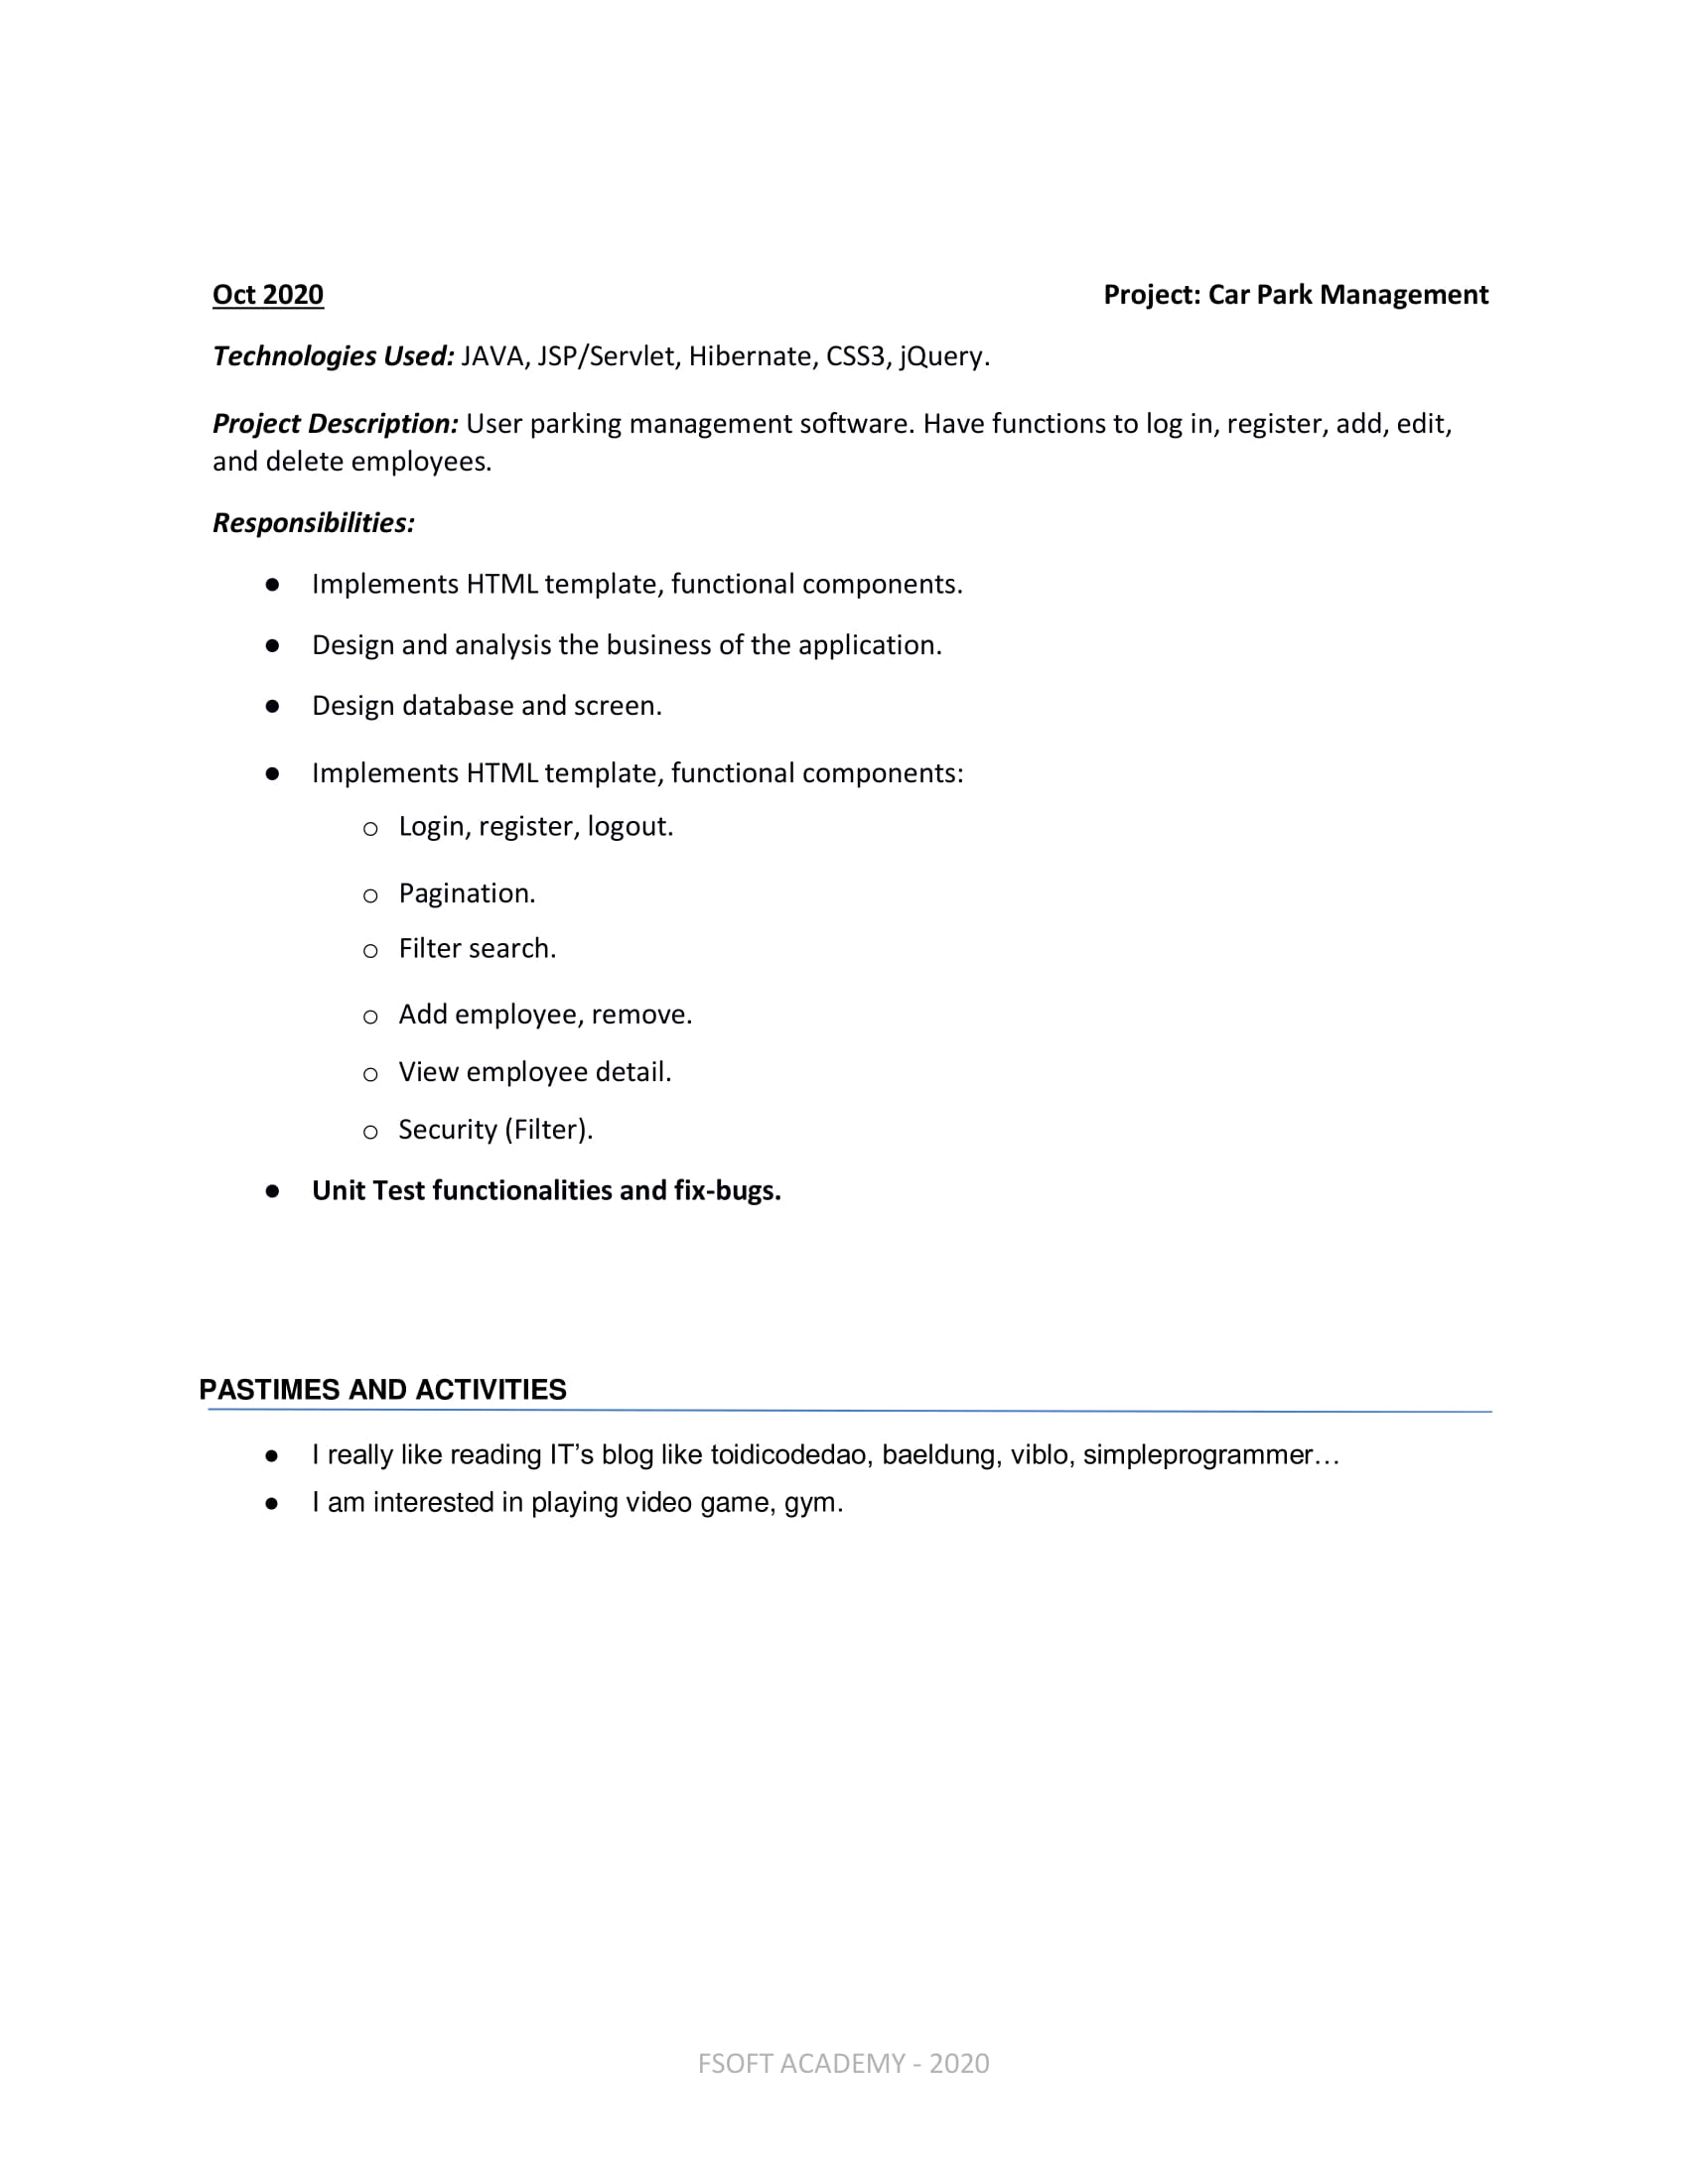 Oct 2020 Project: Car Park Management
Technologies Used: JAVA, JSP/Servlet, Hibernate, CSS3, jQuery.
Project Description: User parking management software. Have functions to log in, register, add, edit,
and delete employees.
Responsibilities:
● Implements HTML template, functional components.
● Design and analysis the business of the application.
● Design database and screen.
● Implements HTML template, functional components:
o Login, register, logout.
o Pagination.
o Filter search.
o Add employee, remove.
o View employee detail.
o Security (Filter).
● Unit Test functionalities and fix-bugs.
PASTIMES AND ACTIVITIES
● I really like reading IT’s blog like toidicodedao, baeldung, viblo, simpleprogrammer…
● I am interested in playing video game, gym.
FSOFT ACADEMY - 2020